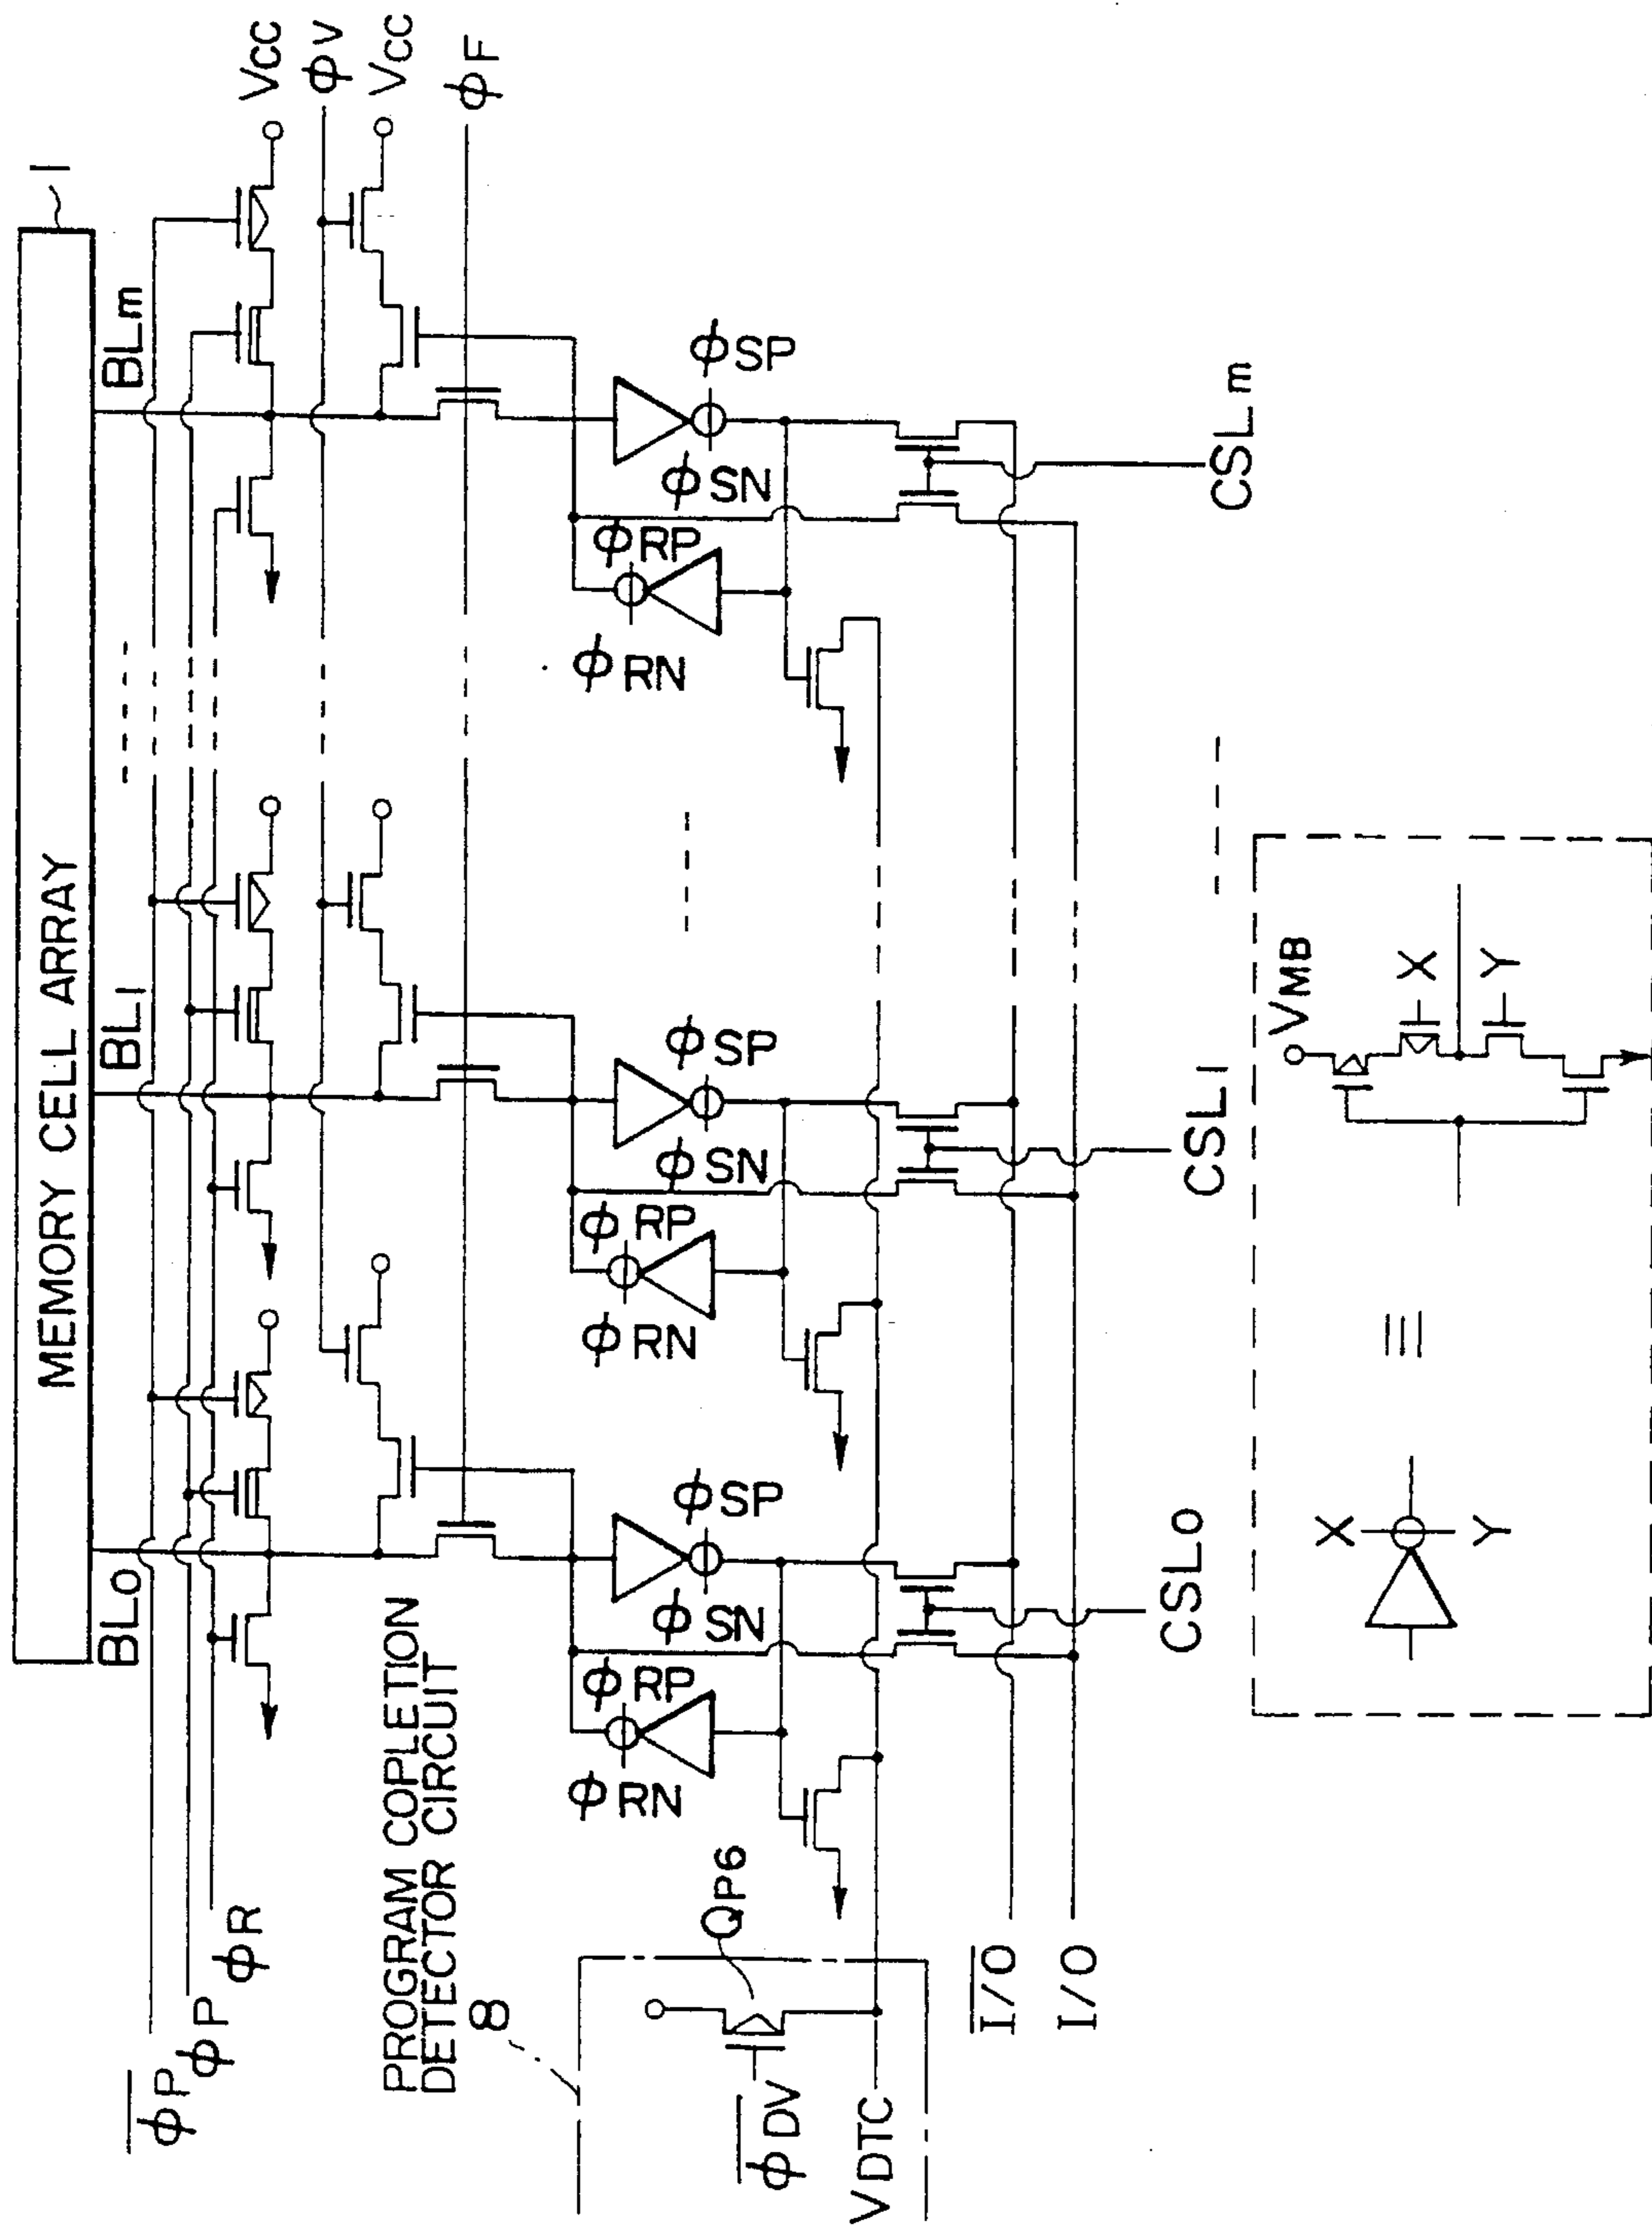 MEMORY CELL ARRAY
1
BL0
BL1
BLm
VCC
φV
VCC
φF
φP̅
φP
φR
PROGRAM COPLETION
DETECTOR CIRCUIT
8
QP6
φD̅V̅
VDTC
φSP
φSN
φRP
φRN
φSP
φSN
φRP
φRN
φSP
φSN
φRP
φRN
I̅/̅O̅
I/O
CSL0
CSL1
CSLm
X
Y
≡
VMB
X
Y